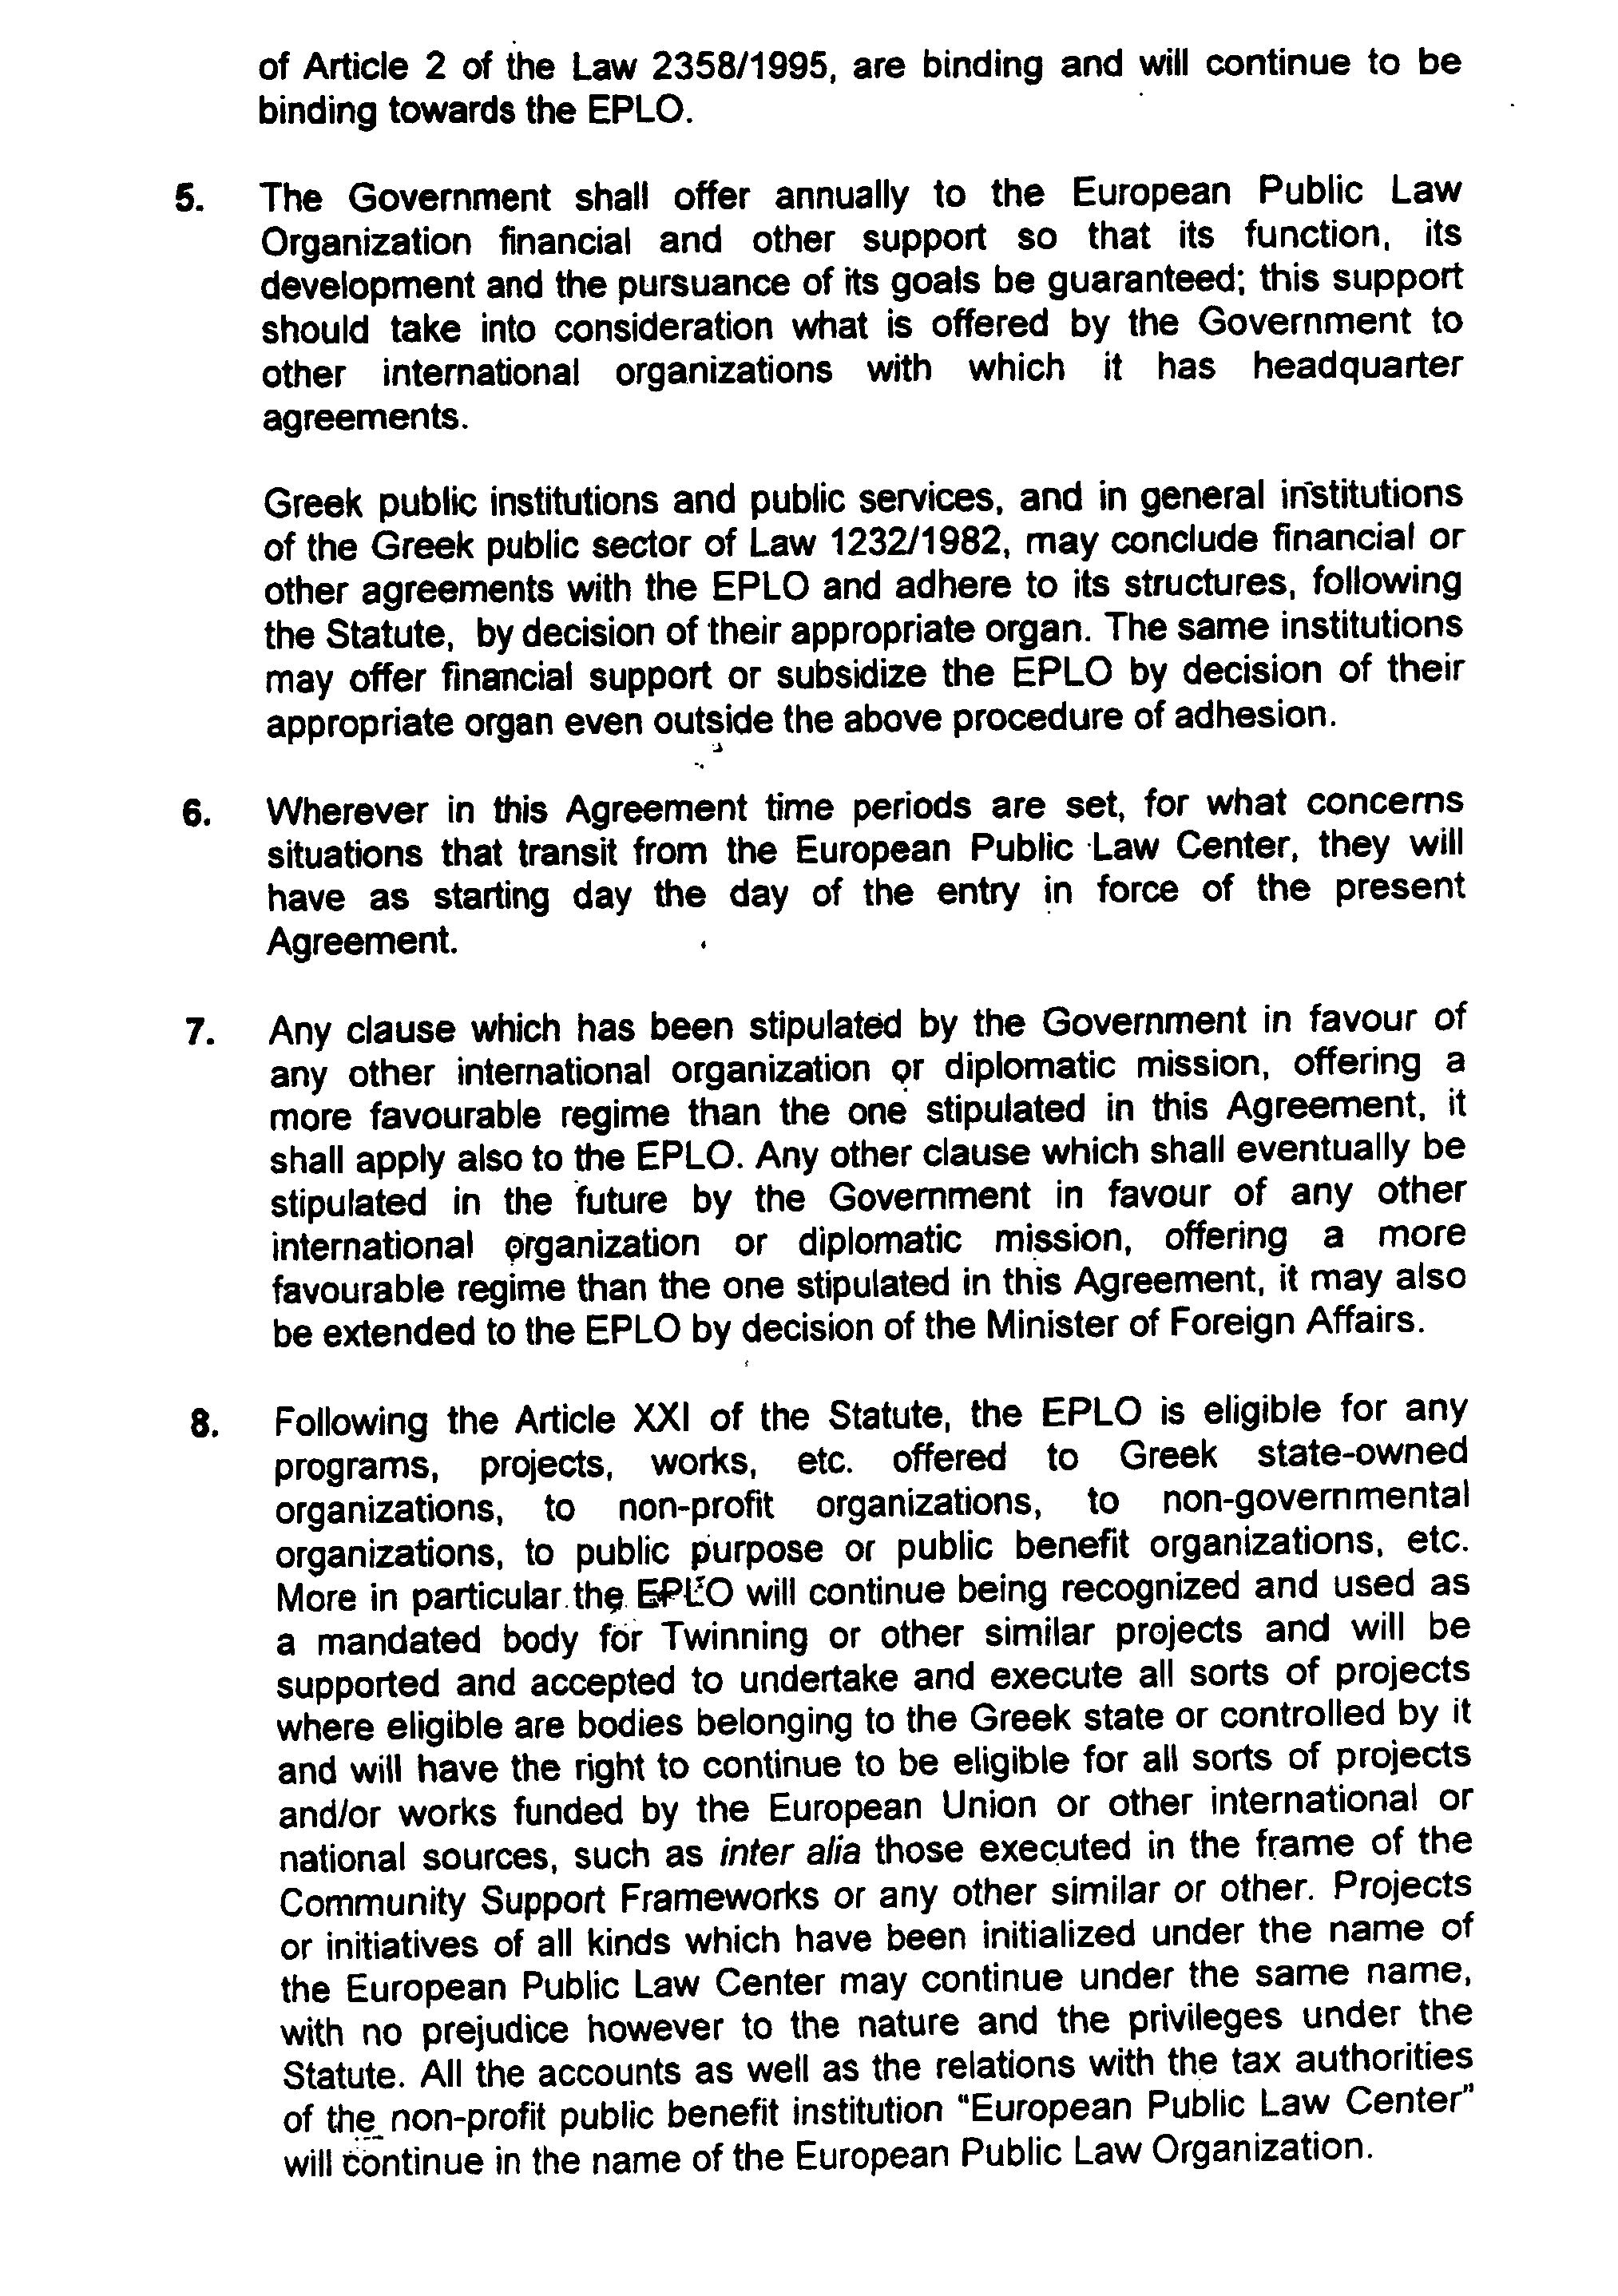 of Article 2 of the Law 2358/1995, are binding and will continue to be
binding towards the EPLO.
5. The Government shall offer annually to the European Public Law
Organization financial and other support so that its function, its
development and the pursuance of its goals be guaranteed; this support
should take into consideration what is offered by the Government to
other international organizations with which it has headquarter
agreements.
Greek public institutions and public services, and in general institutions
of the Greek public sector of Law 1232/1982, may conclude financial or
other agreements with the EPLO and adhere to its structures, following
the Statute, by decision of their appropriate organ. The same institutions
may offer financial support or subsidize the EPLO by decision of their
appropriate organ even outside the above procedure of adhesion.
6. Wherever in this Agreement time periods are set, for what concerns
situations that transit from the European Public Law Center, they will
have as starting day the day of the entry in force of the present
Agreement.
7. Any clause which has been stipulated by the Government in favour of
any other international organization or diplomatic mission, offering a
more favourable regime than the one stipulated in this Agreement, it
shall apply also to the EPLO. Any other clause which shall eventually be
stipulated in the future by the Government in favour of any other
international organization or diplomatic mission, offering a more
favourable regime than the one stipulated in this Agreement, it may also
be extended to the EPLO by decision of the Minister of Foreign Affairs.
8. Following the Article XXI of the Statute, the EPLO is eligible for any
programs, projects, works, etc. offered to Greek state-owned
organizations, to non-profit organizations, to non-governmental
organizations, to public purpose or public benefit organizations, etc.
More in particular the EPLO will continue being recognized and used as
a mandated body for Twinning or other similar projects and will be
supported and accepted to undertake and execute all sorts of projects
where eligible are bodies belonging to the Greek state or controlled by it
and will have the right to continue to be eligible for all sorts of projects
and/or works funded by the European Union or other international or
national sources, such as inter alia those executed in the frame of the
Community Support Frameworks or any other similar or other. Projects
or initiatives of all kinds which have been initialized under the name of
the European Public Law Center may continue under the same name,
with no prejudice however to the nature and the privileges under the
Statute. All the accounts as well as the relations with the tax authorities
of the non-profit public benefit institution "European Public Law Center"
will continue in the name of the European Public Law Organization.